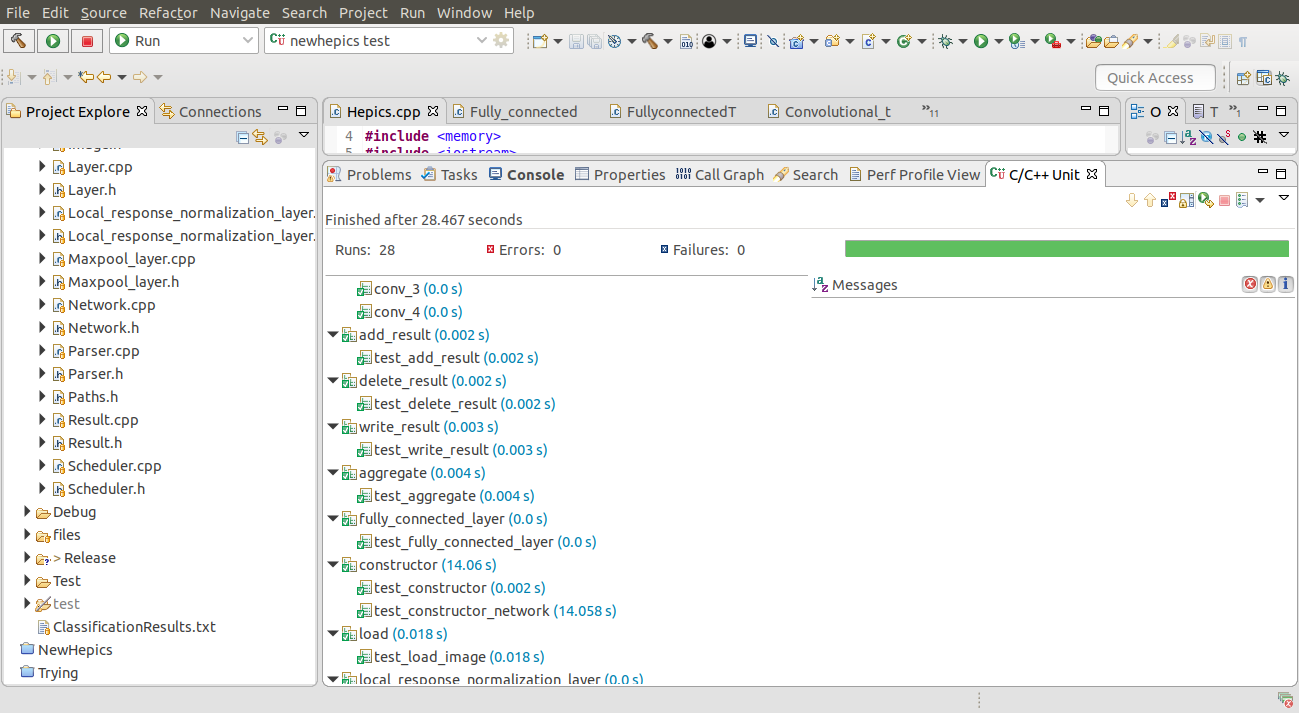 File Edit Source Refactor Navigate Search Project Run Window Help
Run
newhepics test
Quick Access
Project Explore
Connections
Layer.cpp
Layer.h
Local_response_normalization_layer.
Local_response_normalization_layer.
Maxpool_layer.cpp
Maxpool_layer.h
Network.cpp
Network.h
Parser.cpp
Parser.h
Paths.h
Result.cpp
Result.h
Scheduler.cpp
Scheduler.h
Debug
files
> Release
Test
test
ClassificationResults.txt
NewHepics
Trying
Hepics.cpp
Fully_connected
FullyconnectedT
Convolutional_t
»11
4 #include <memory>
5 #include <iostream>
O
T
»1
Problems Tasks Console Properties Call Graph Search Perf Profile View C/C++ Unit
Finished after 28.467 seconds
Runs: 28 Errors: 0 Failures: 0
conv_3 (0.0 s)
conv_4 (0.0 s)
add_result (0.002 s)
test_add_result (0.002 s)
delete_result (0.002 s)
test_delete_result (0.002 s)
write_result (0.003 s)
test_write_result (0.003 s)
aggregate (0.004 s)
test_aggregate (0.004 s)
fully_connected_layer (0.0 s)
test_fully_connected_layer (0.0 s)
constructor (14.06 s)
test_constructor (0.002 s)
test_constructor_network (14.058 s)
load (0.018 s)
test_load_image (0.018 s)
local_response_normalization_layer (0.0 s)
Messages